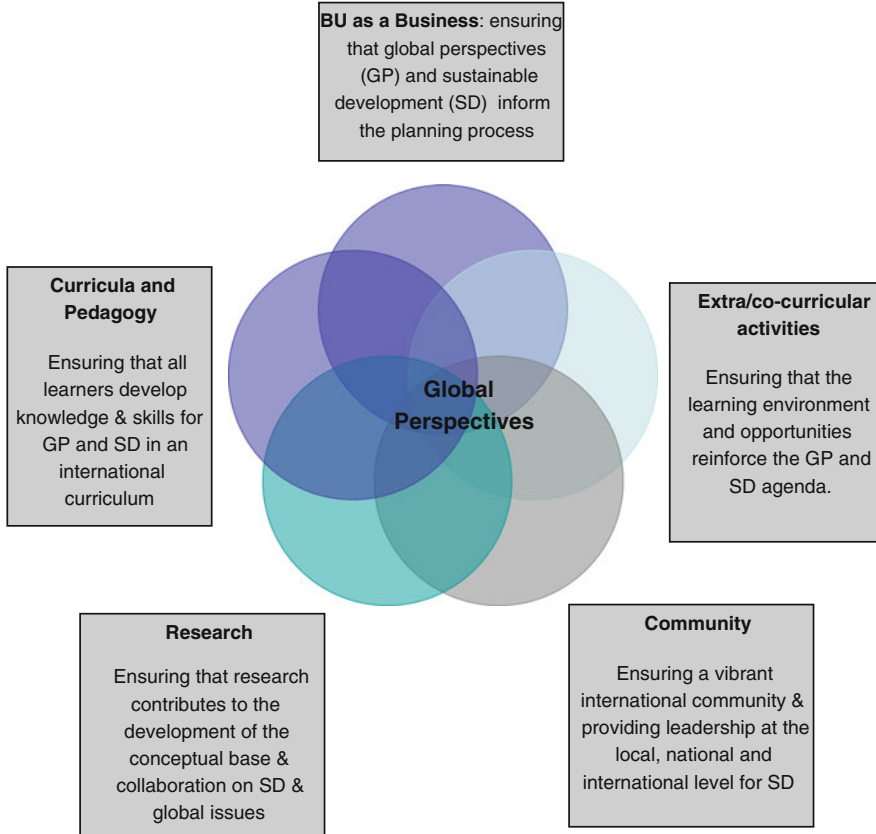 BU as a Business: ensuring
that global perspectives
(GP) and sustainable
development (SD) inform
the planning process
Curricula and
Pedagogy
Ensuring that all
learners develop
knowledge & skills for
GP and SD in an
international
curriculum
Extra/co-curricular
activities
Ensuring that the
learning environment
and opportunities
reinforce the GP and
SD agenda.
Global
Perspectives
Research
Ensuring that research
contributes to the
development of the
conceptual base &
collaboration on SD &
global issues
Community
Ensuring a vibrant
international community &
providing leadership at the
local, national and
international level for SD